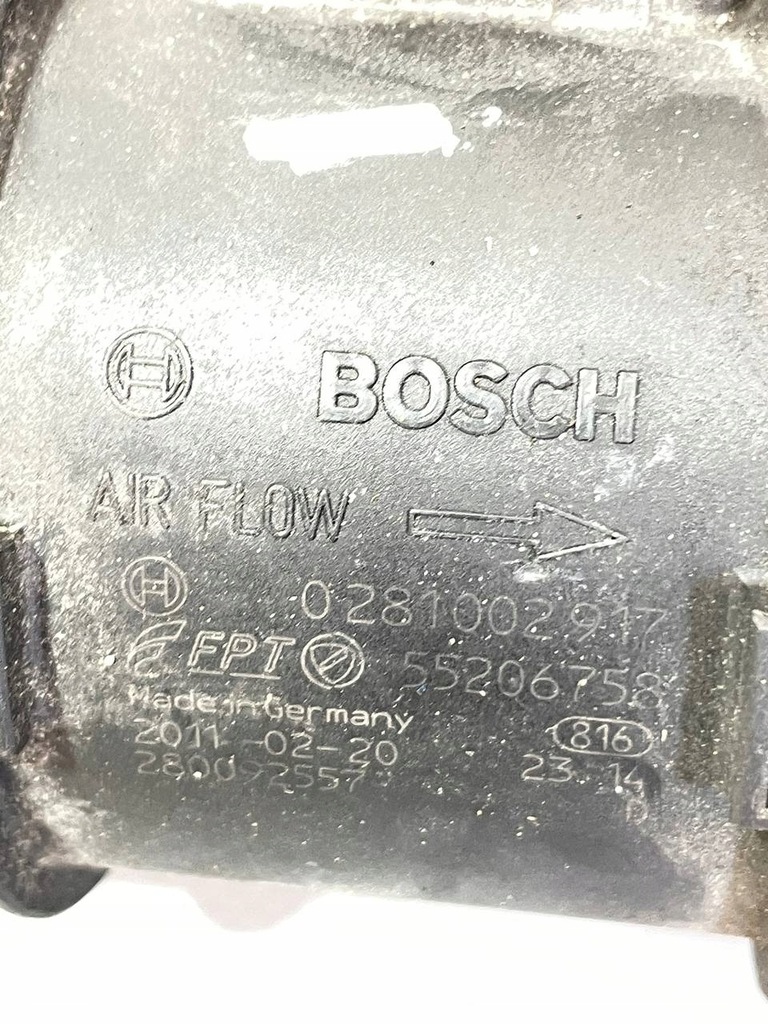 BOSCH
AIR FLOW
0281002917
FPT 55206758
Made in Germany
2011-02-20 816
23 14
D